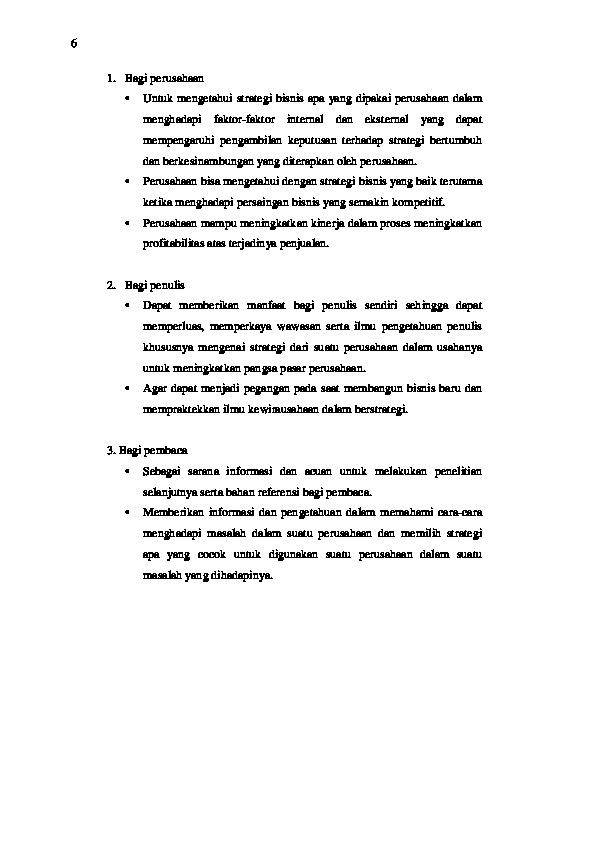 6
1. Bagi perusahaan
• Untuk mengetahui strategi bisnis apa yang dipakai perusahaan dalam
menghadapi faktor-faktor internal dan eksternal yang dapat
mempengaruhi pengambilan keputusan terhadap strategi bertumbuh
dan berkesinambungan yang diterapkan oleh perusahaan.
• Perusahaan bisa mengetahui dengan strategi bisnis yang baik terutama
ketika menghadapi persaingan bisnis yang semakin kompetitif.
• Perusahaan mampu meningkatkan kinerja dalam proses meningkatkan
profitabilitas atas terjadinya penjualan.
2. Bagi penulis
• Dapat memberikan manfaat bagi penulis sendiri sehingga dapat
memperluas, memperkaya wawasan serta ilmu pengetahuan penulis
khususnya mengenai strategi dari suatu perusahaan dalam usahanya
untuk meningkatkan pangsa pasar perusahaan.
• Agar dapat menjadi pegangan pada saat membangun bisnis baru dan
mempraktekkan ilmu kewirausahaan dalam berstrategi.
3. Bagi pembaca
• Sebagai sarana informasi dan acuan untuk melakukan penelitian
selanjutnya serta bahan referensi bagi pembaca.
• Memberikan informasi dan pengetahuan dalam memahami cara-cara
menghadapi masalah dalam suatu perusahaan dan memilih strategi
apa yang cocok untuk digunakan suatu perusahaan dalam suatu
masalah yang dihadapinya.